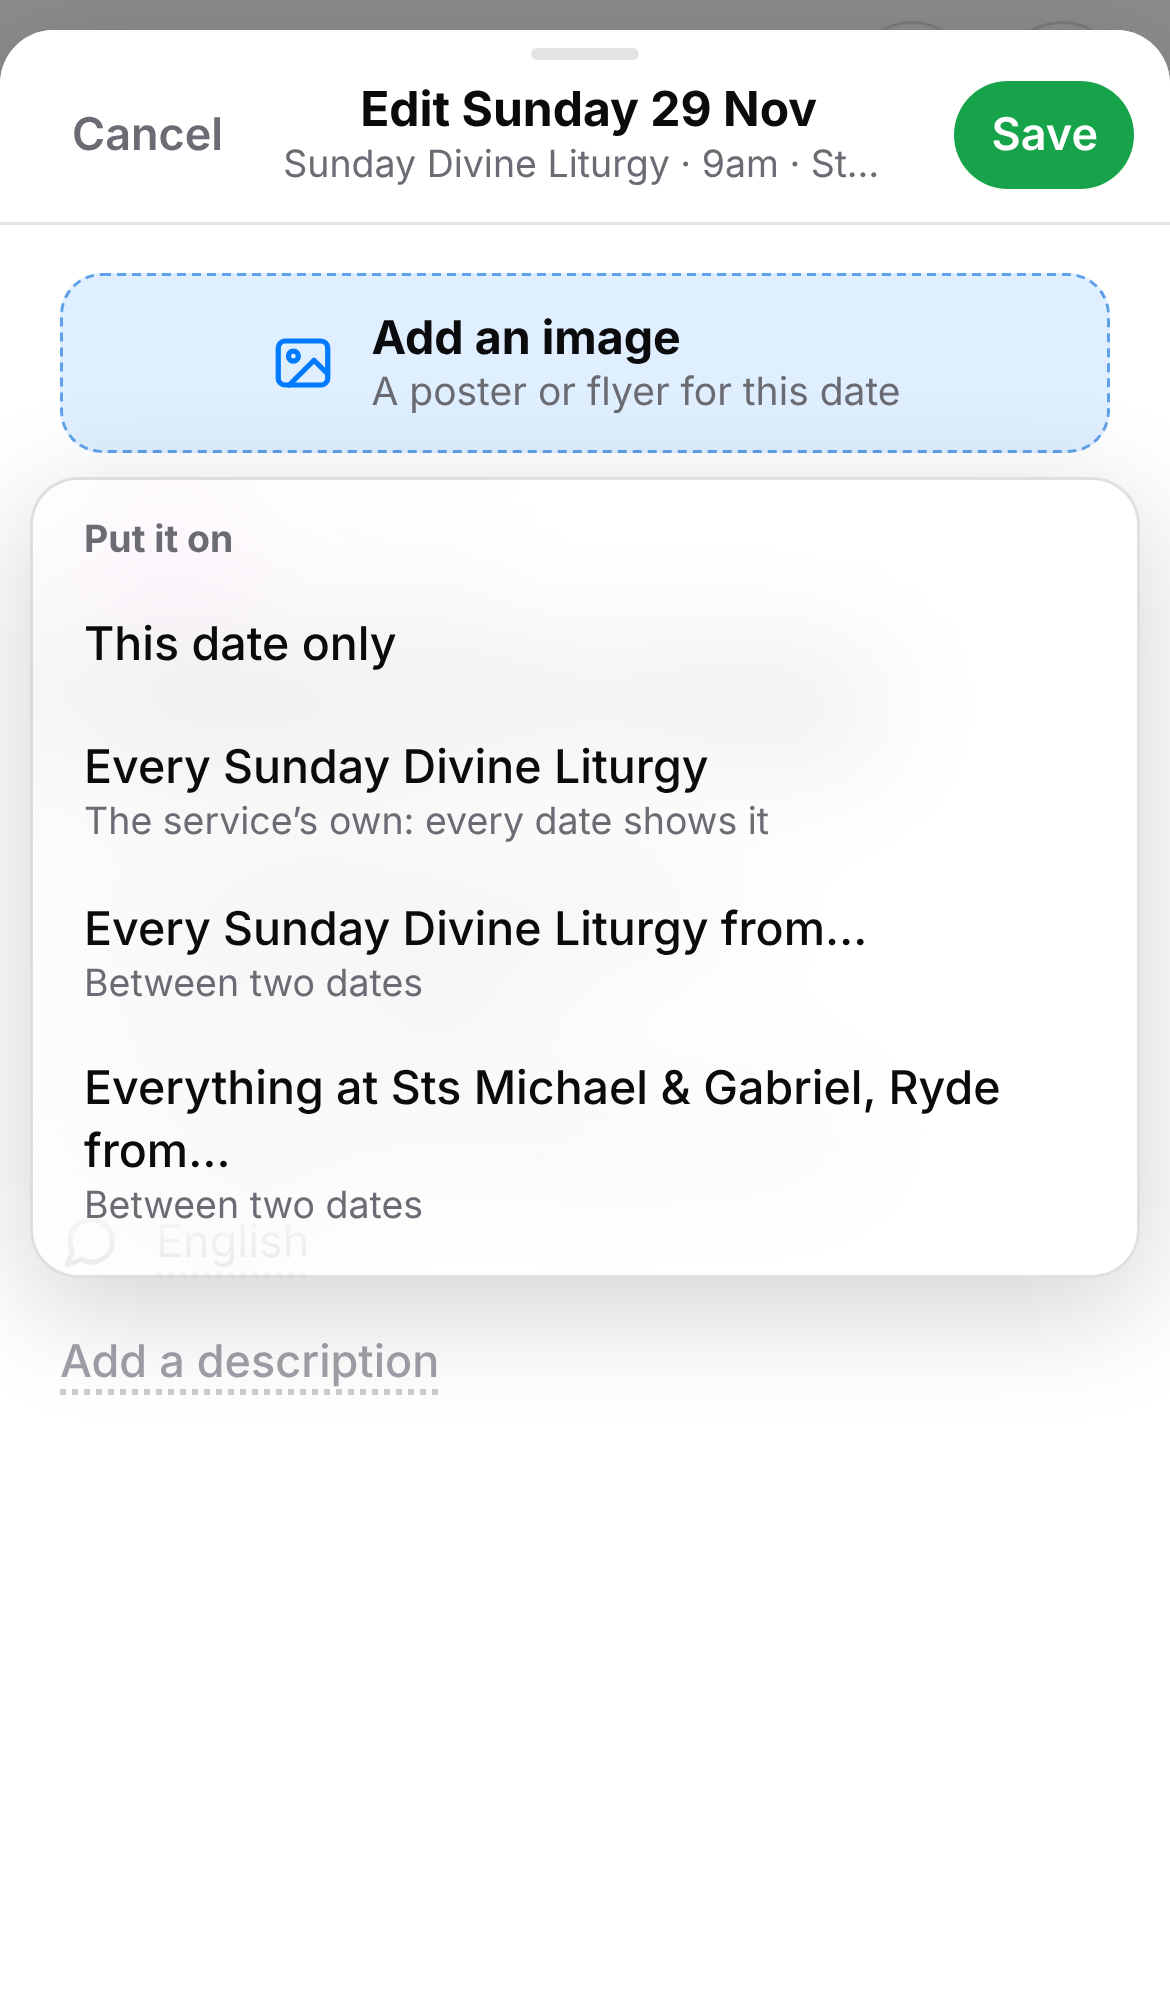 Cancel
Edit Sunday 29 Nov
Sunday Divine Liturgy · 9am · St...
Save
Add an image
A poster or flyer for this date
Put it on
This date only
Every Sunday Divine Liturgy
The service’s own: every date shows it
Every Sunday Divine Liturgy from...
Between two dates
Everything at Sts Michael & Gabriel, Ryde
from...
Between two dates
English
Add a description